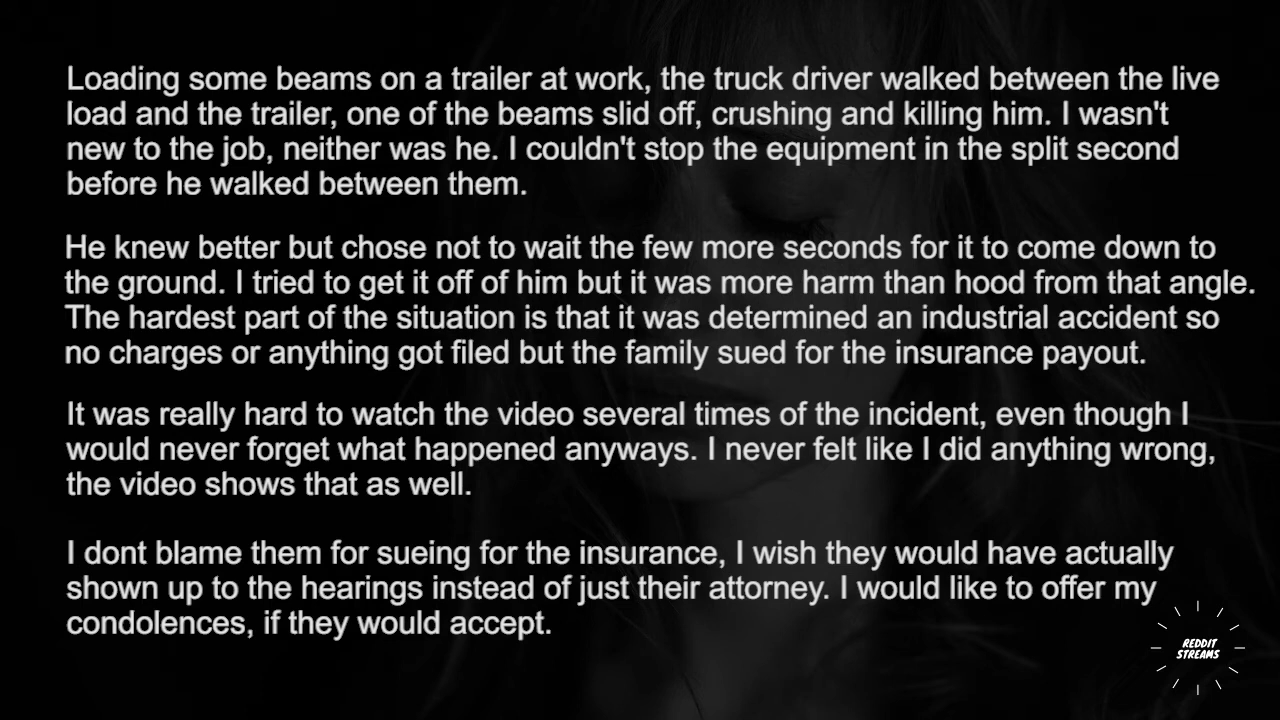 Loading some beams on a trailer at work, the truck driver walked between the live
load and the trailer, one of the beams slid off, crushing and killing him. I wasn't
new to the job, neither was he. I couldn't stop the equipment in the split second
before he walked between them.
He knew better but chose not to wait the few more seconds for it to come down to
the ground. I tried to get it off of him but it was more harm than hood from that angle.
The hardest part of the situation is that it was determined an industrial accident so
no charges or anything got filed but the family sued for the insurance payout.
It was really hard to watch the video several times of the incident, even though I
would never forget what happened anyways. I never felt like I did anything wrong,
the video shows that as well.
I dont blame them for sueing for the insurance, I wish they would have actually
shown up to the hearings instead of just their attorney. I would like to offer my
condolences, if they would accept.
REDDIT
STREAMS